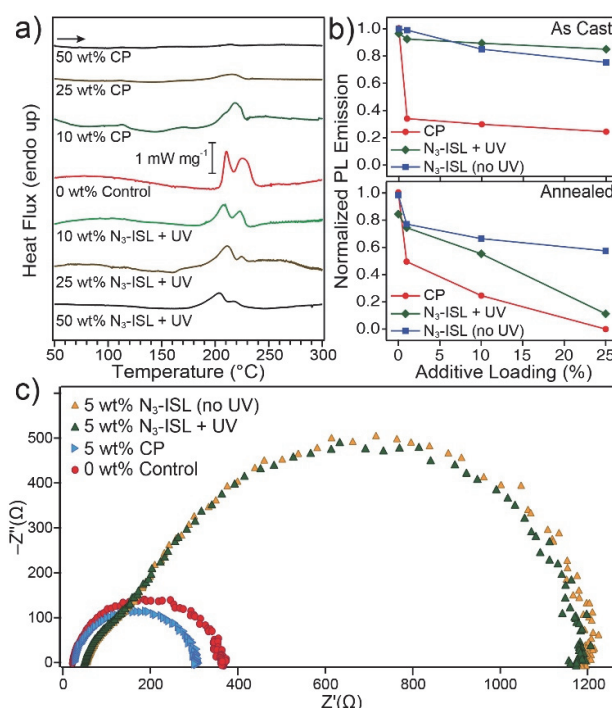 a)
50 wt% CP
25 wt% CP
10 wt% CP
1 mW mg⁻¹
0 wt% Control
10 wt% N₃-ISL + UV
25 wt% N₃-ISL + UV
50 wt% N₃-ISL + UV
Heat Flux (endo up)
50 100 150 200 250 300
Temperature (°C)
b)
As Cast
1.0
0.8
0.6
0.4
0.2
0.0
CP
N₃-ISL + UV
N₃-ISL (no UV)
Normalized PL Emission
Annealed
1.0
0.8
0.6
0.4
0.2
0.0
CP
N₃-ISL + UV
N₃-ISL (no UV)
0 5 10 15 20 25
Additive Loading (%)
c)
5 wt% N₃-ISL (no UV)
5 wt% N₃-ISL + UV
5 wt% CP
0 wt% Control
500
400
300
200
100
0
−Z"(Ω)
0 200 400 600 800 1000 1200
Z'(Ω)